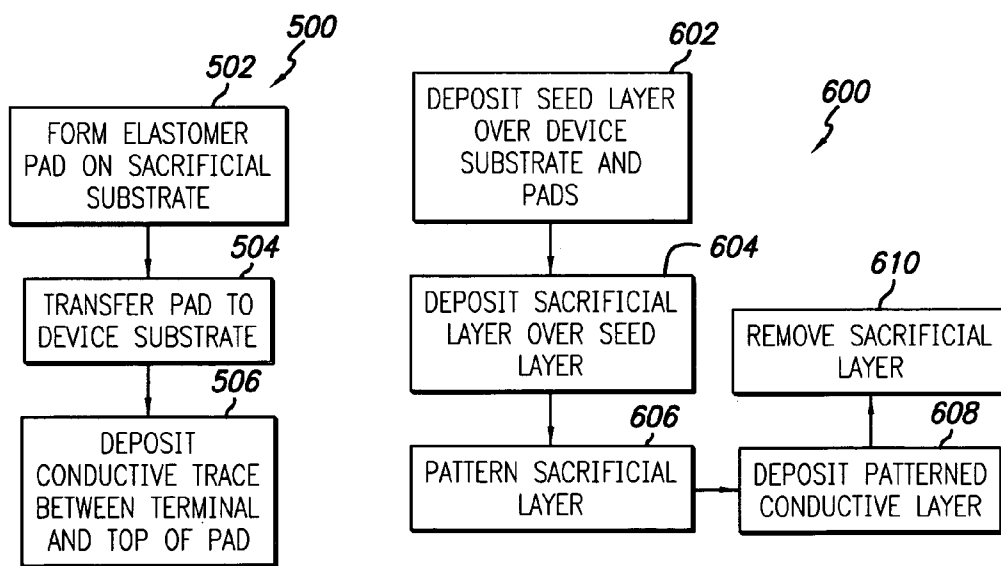 500
502
FORM ELASTOMER
PAD ON SACRIFICIAL
SUBSTRATE
504
TRANSFER PAD TO
DEVICE SUBSTRATE
506
DEPOSIT
CONDUCTIVE TRACE
BETWEEN TERMINAL
AND TOP OF PAD
600
602
DEPOSIT SEED LAYER
OVER DEVICE
SUBSTRATE AND
PADS
604
DEPOSIT SACRIFICIAL
LAYER OVER SEED
LAYER
606
PATTERN SACRIFICIAL
LAYER
608
DEPOSIT PATTERNED
CONDUCTIVE LAYER
610
REMOVE SACRIFICIAL
LAYER